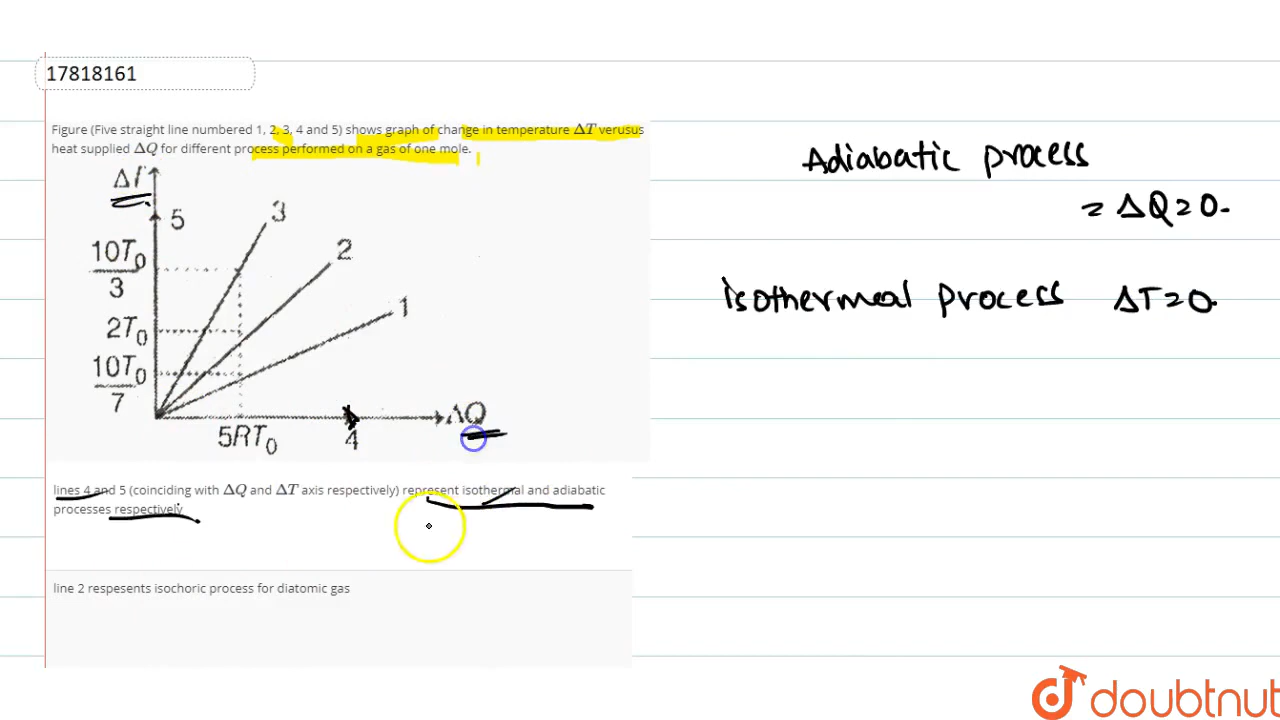 17818161
Figure (Five straight line numbered 1, 2, 3, 4 and 5) shows graph of change in temperature ΔT verusus
heat supplied ΔQ for different process performed on a gas of one mole.
ΔT
5
3
2
1
10T₀
3
2T₀
10T₀
7
ΔQ
5RT₀
4
lines 4 and 5 (coinciding with ΔQ and ΔT axis respectively) represent isothermal and adiabatic
processes respectively
line 2 respesents isochoric process for diatomic gas
Adiabatic process
= ΔQ=0.
isothermeal process ΔT=0.
doubtnut